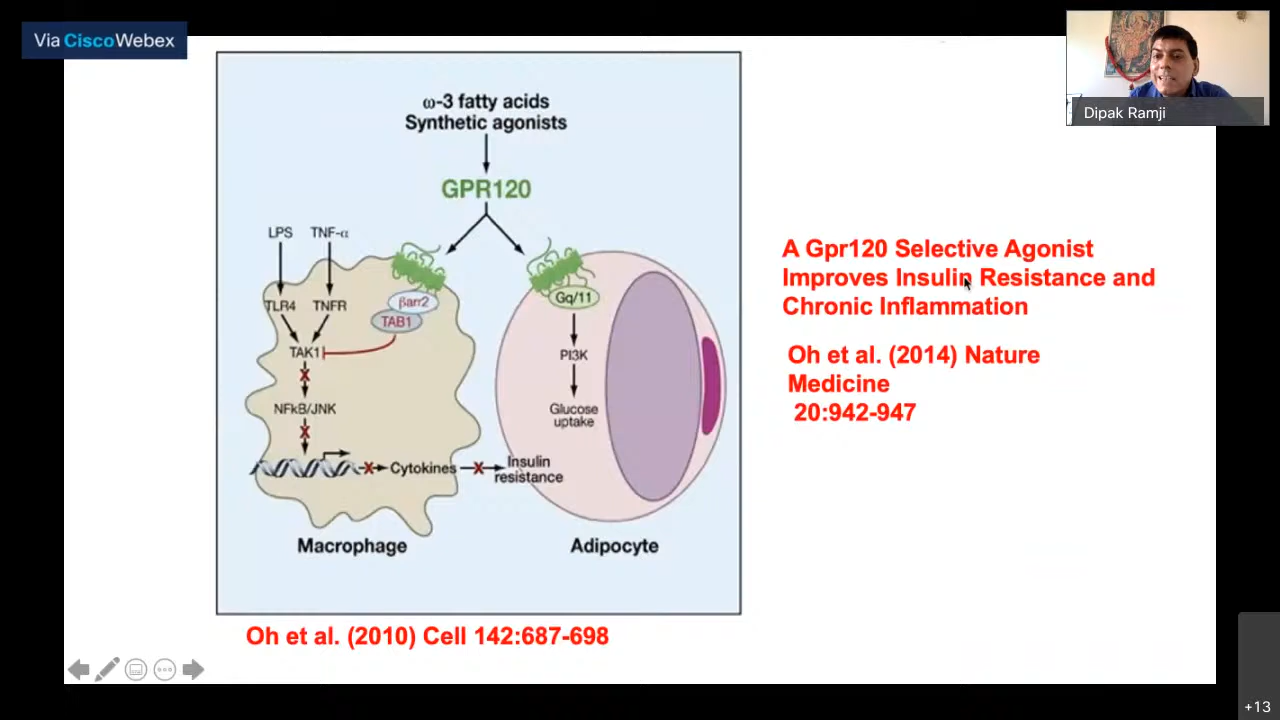 Via CiscoWebex
Dipak Ramji
ω-3 fatty acids
Synthetic agonists
GPR120
LPS
TNF-α
TLR4
TNFR
βarr2
TAB1
TAK1
NFkB/JNK
Cytokines
Insulin
resistance
Gq/11
PI3K
Glucose
uptake
Macrophage
Adipocyte
Oh et al. (2010) Cell 142:687-698
A Gpr120 Selective Agonist
Improves Insulin Resistance and
Chronic Inflammation
Oh et al. (2014) Nature
Medicine
20:942-947
+13